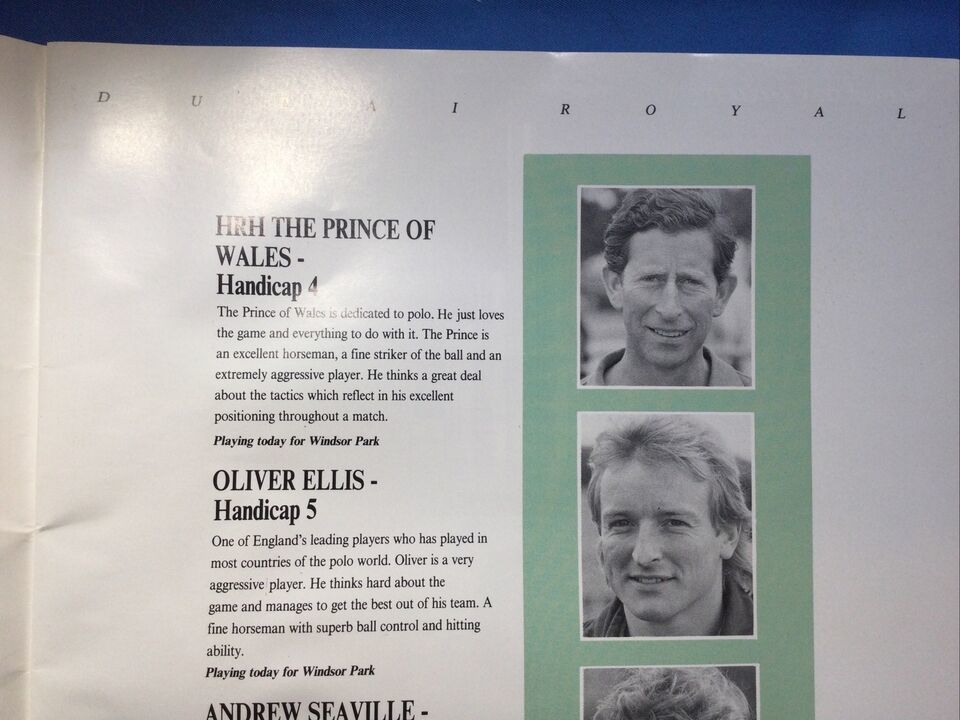 D U B A I R O Y A L
HRH THE PRINCE OF
WALES -
Handicap 4
The Prince of Wales is dedicated to polo. He just loves
the game and everything to do with it. The Prince is
an excellent horseman, a fine striker of the ball and an
extremely aggressive player. He thinks a great deal
about the tactics which reflect in his excellent
positioning throughout a match.
Playing today for Windsor Park
OLIVER ELLIS -
Handicap 5
One of England's leading players who has played in
most countries of the polo world. Oliver is a very
aggressive player. He thinks hard about the
game and manages to get the best out of his team. A
fine horseman with superb ball control and hitting
ability.
Playing today for Windsor Park
ANDREW SEAVILLE -